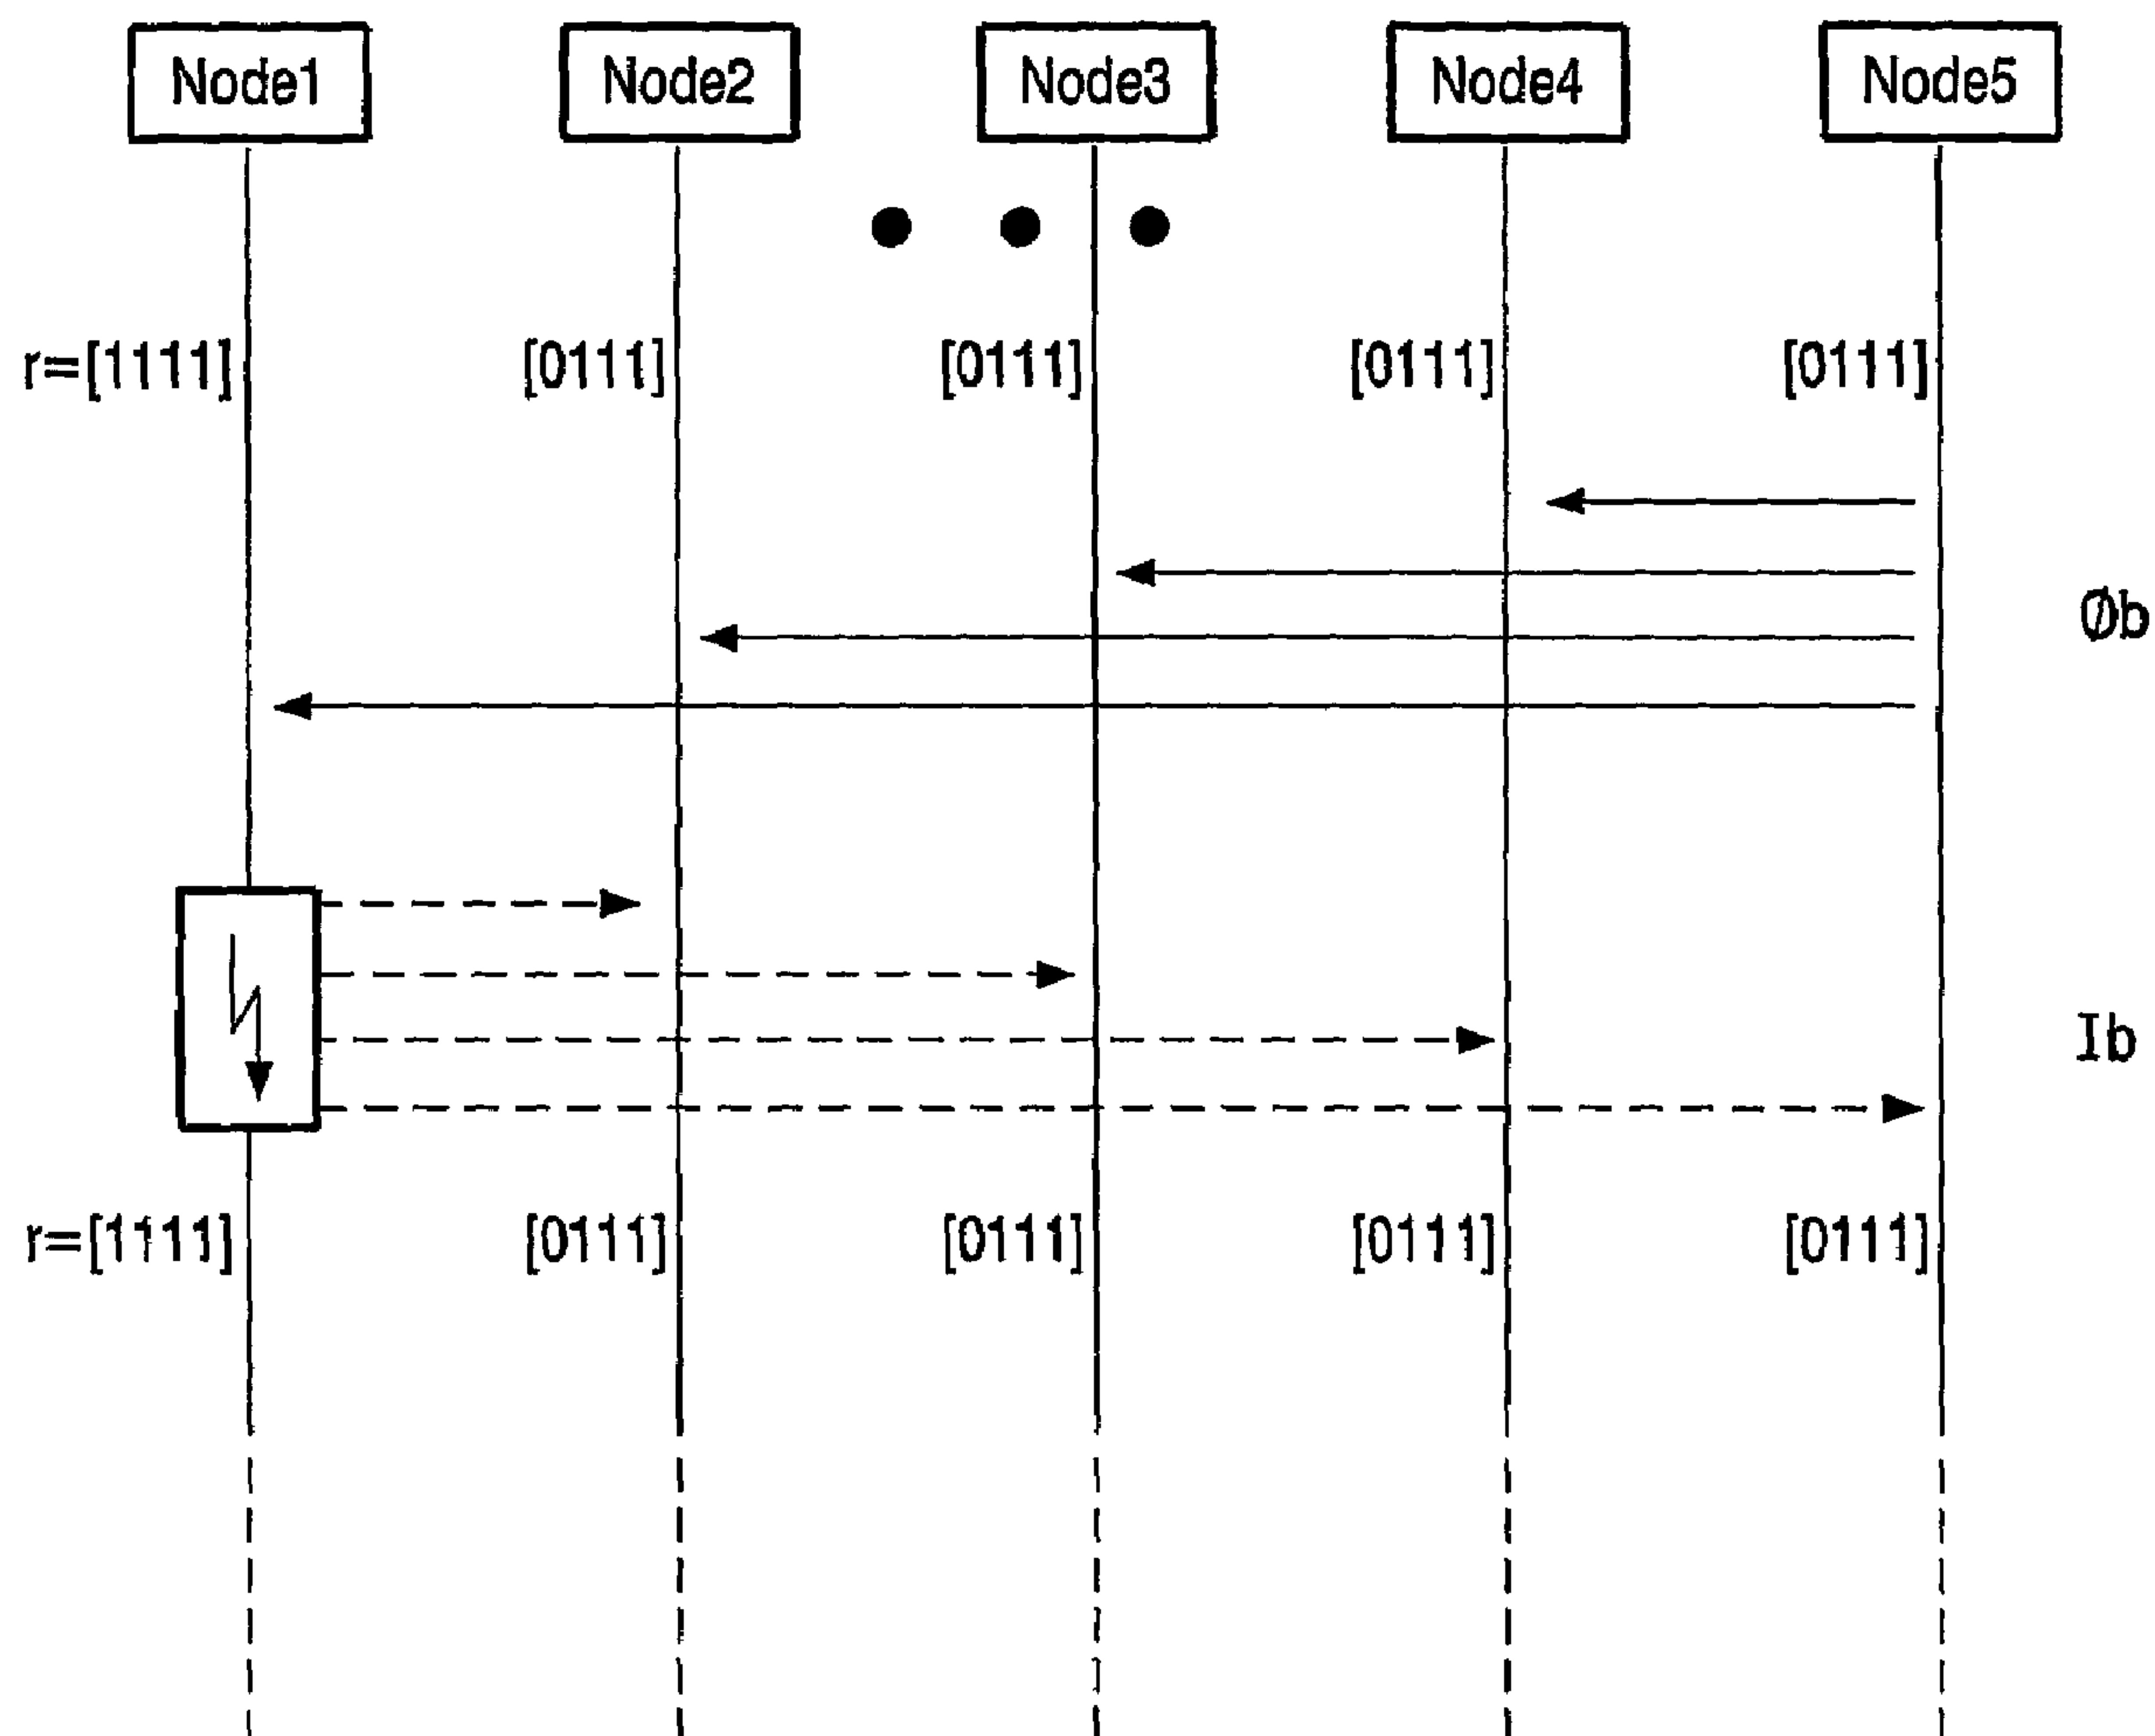 Node1 Node2 Node3 Node4 Node5
r=[1111] [0111] [0111] [0111] [0111]
Øb
Ib
r=[1111] [0111] [0111] [0111] [0111]